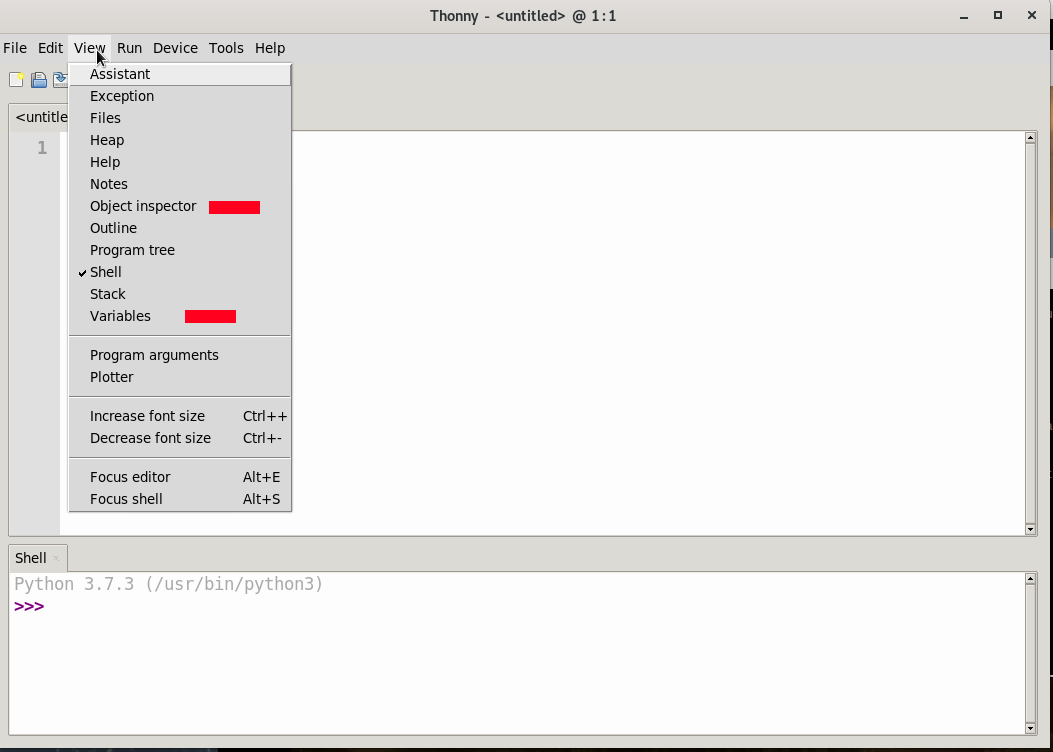 Thonny - <untitled> @ 1:1
File Edit View Run Device Tools Help
Assistant
Exception
<untitle
Files
1
Heap
Help
Notes
Object inspector
Outline
Program tree
Shell
Stack
Variables
Program arguments
Plotter
Increase font size Ctrl++
Decrease font size Ctrl+-
Focus editor Alt+E
Focus shell Alt+S
Shell
Python 3.7.3 (/usr/bin/python3)
>>>